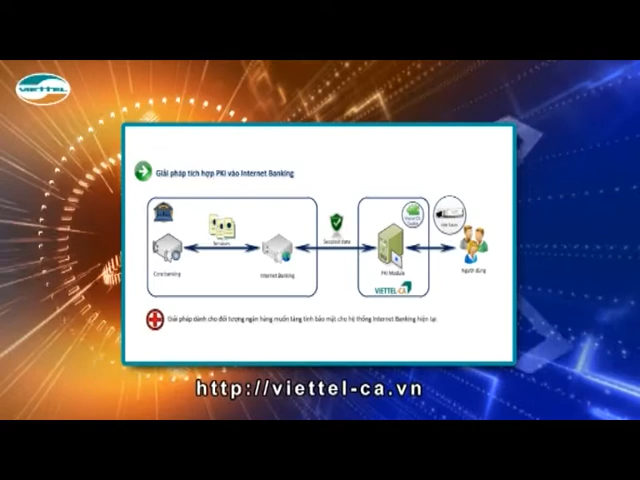 VIETTEL
Giải pháp tích hợp PKI vào Internet Banking
Services
Secured data
Core banking
Internet Banking
PKI Module
Người dùng
VIETTEL-CA
Giải pháp dành cho đối tượng ngân hàng muốn tăng tính bảo mật cho hệ thống Internet Banking hiện tại
http://viettel-ca.vn